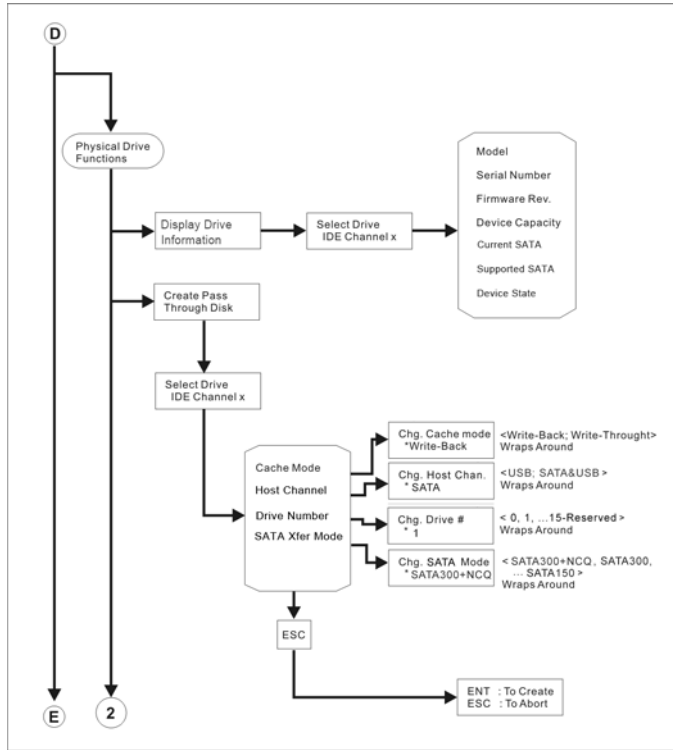 D
Physical Drive
Functions
Display Drive
Information
Select Drive
IDE Channel x
Model
Serial Number
Firmware Rev.
Device Capacity
Current SATA
Supported SATA
Device State
Create Pass
Through Disk
Select Drive
IDE Channel x
Cache Mode
Host Channel
Drive Number
SATA Xfer Mode
Chg. Cache mode
*Write-Back
<Write-Back; Write-Throught>
Wraps Around
Chg. Host Chan.
* SATA
<USB; SATA&USB>
Wraps Around
Chg. Drive #
* 1
< 0, 1, ...15-Reserved >
Wraps Around
Chg. SATA Mode
*SATA300+NCQ
< SATA300+NCQ, SATA300,
... SATA150 >
Wraps Around
ESC
ENT : To Create
ESC : To Abort
E
2